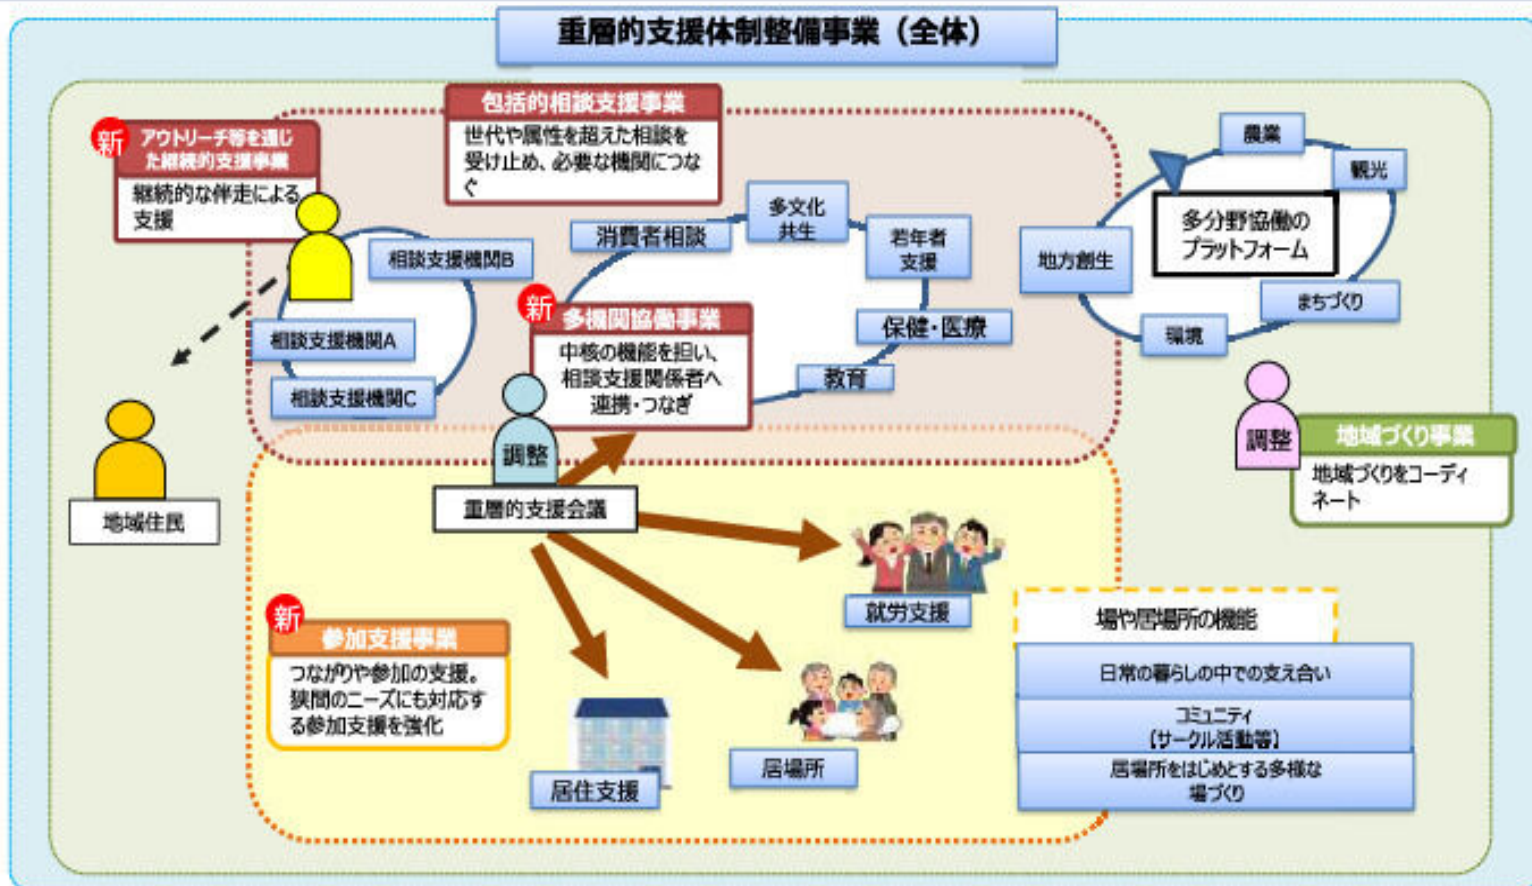 重層的支援体制整備事業（全体）
包括的相談支援事業
世代や属性を超えた相談を
受け止め、必要な機関につな
ぐ
新
アウトリーチ等を通じ
た継続的支援事業
継続的な伴走による
支援
相談支援機関B
相談支援機関A
相談支援機関C
消費者相談
多文化
共生
若年者
支援
保健・医療
教育
新
多機関協働事業
中核の機能を担い、
相談支援関係者へ
連携・つなぎ
調整
重層的支援会議
農業
観光
多分野協働の
プラットフォーム
地方創生
まちづくり
環境
調整
地域づくり事業
地域づくりをコーディ
ネート
地域住民
新
参加支援事業
つながりや参加の支援。
狭間のニーズにも対応す
る参加支援を強化
就労支援
居場所
居住支援
場や居場所の機能
日常の暮らしの中での支え合い
コミュニティ
（サークル活動等）
居場所をはじめとする多様な
場づくり